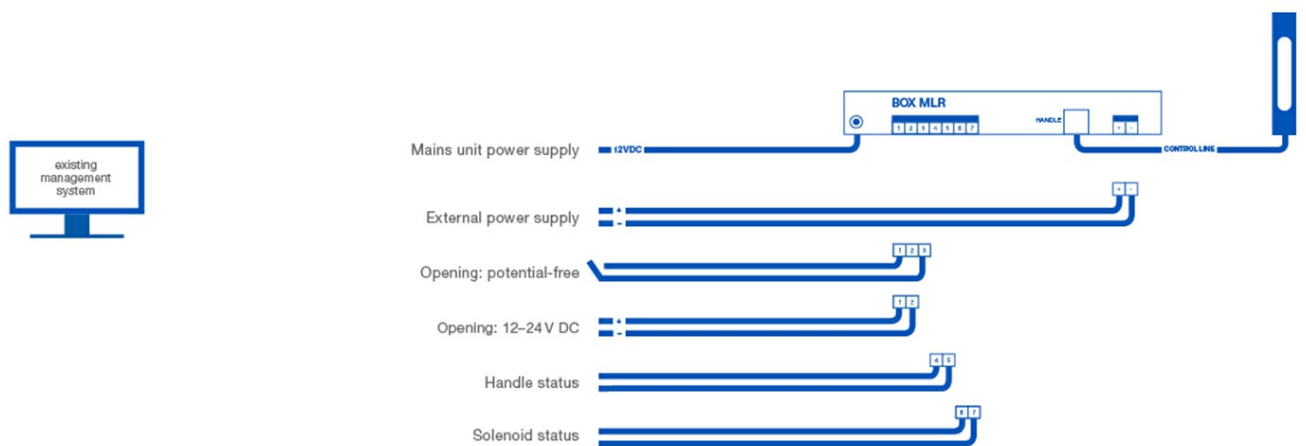 BOX MLR
1 2 3 4 5 6 7
HANDLE
+ -
Mains unit power supply
12VDC
CONTROL LINE
existing
management
system
+ -
External power supply
+
-
1 2 3
Opening: potential-free
1 2
Opening: 12–24 V DC
+
-
4 5
Handle status
6 7
Solenoid status